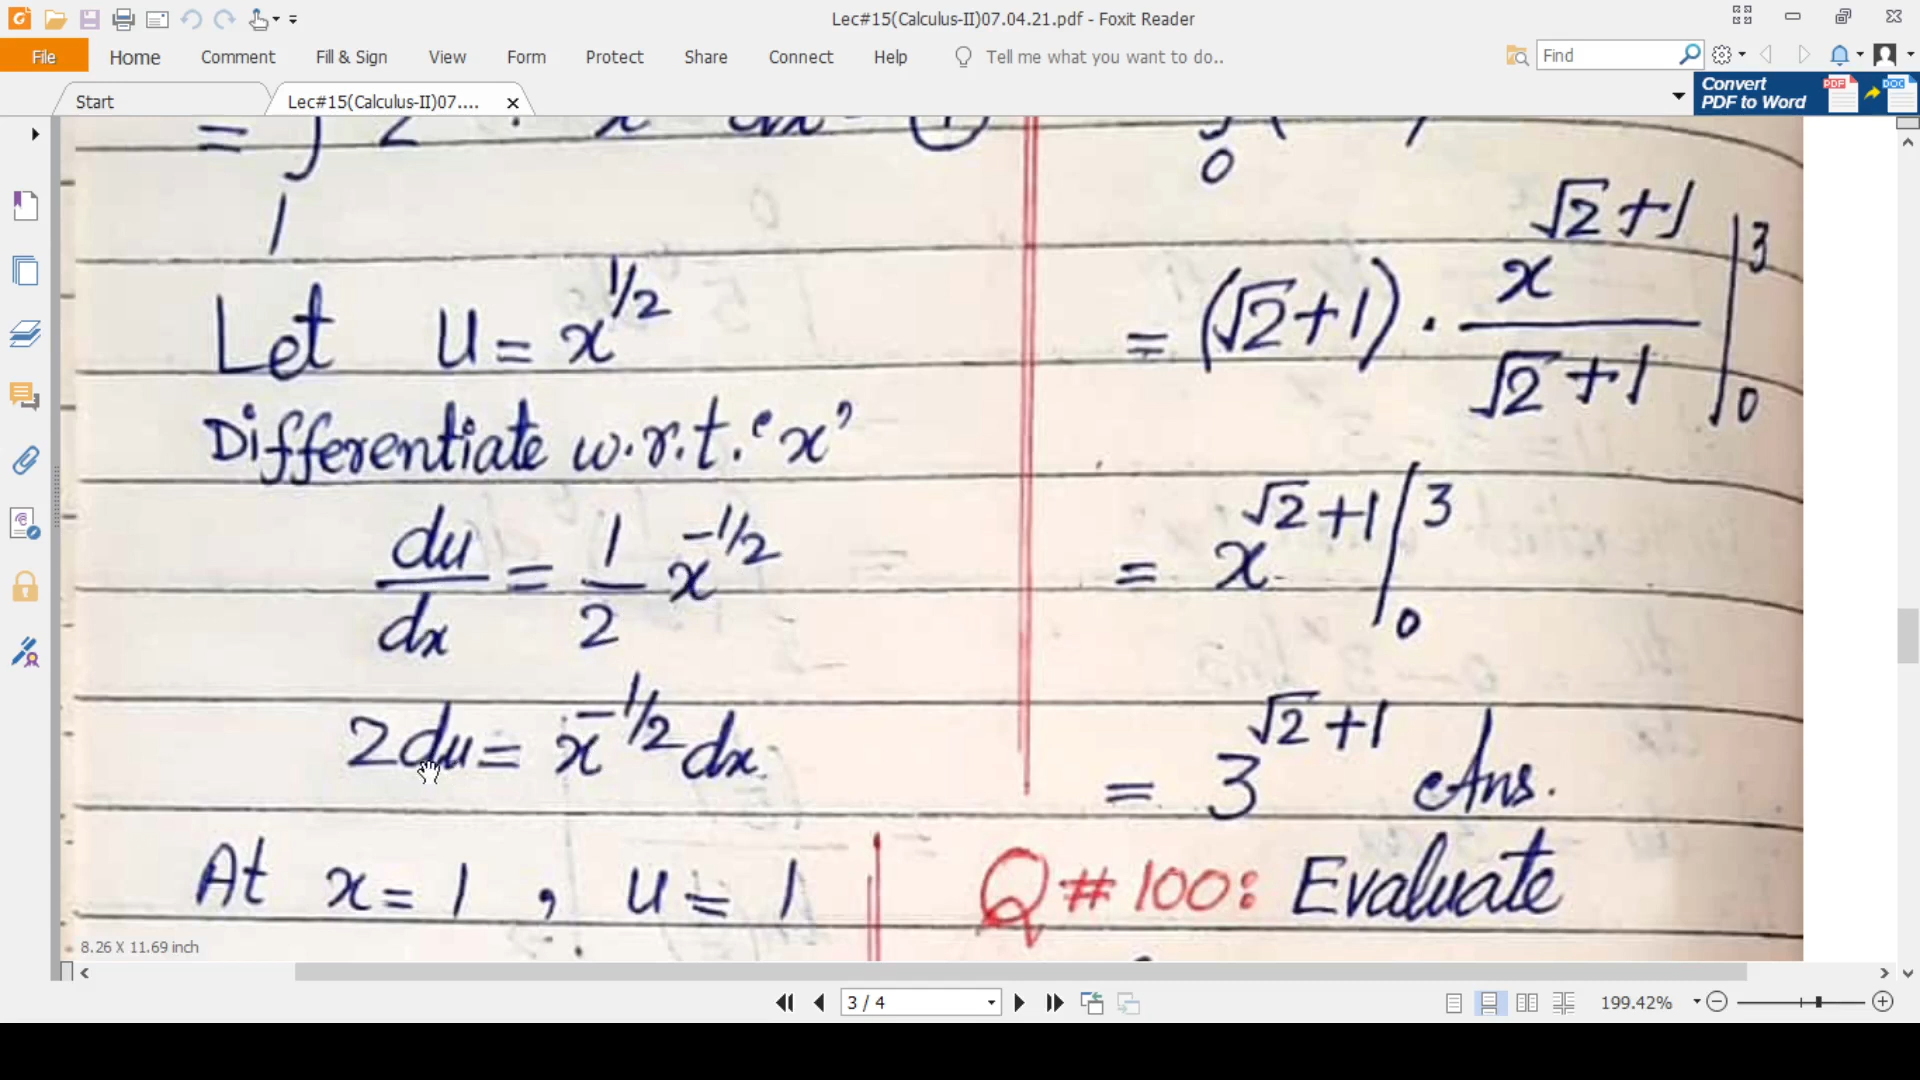 Lec#15(Calculus-II)07.04.21.pdf - Foxit Reader
File Home Comment Fill & Sign View Form Protect Share Connect Help Tell me what you want to do.. Find
Start Lec#15(Calculus-II)07.... Convert
PDF to Word PDF DOC
1
Let u = x^{1/2}
Differentiate w.r.t. 'x'
du/dx = 1/2 x^{-1/2}
2du = x^{-1/2} dx
At x = 1 , u = 1
0
= (√2+1) · x^{√2+1}/(√2+1) |_0^3
= x^{√2+1} |_0^3
= 3^{√2+1} Ans.
Q # 100: Evaluate
8.26 X 11.69 inch
3 / 4 199.42%